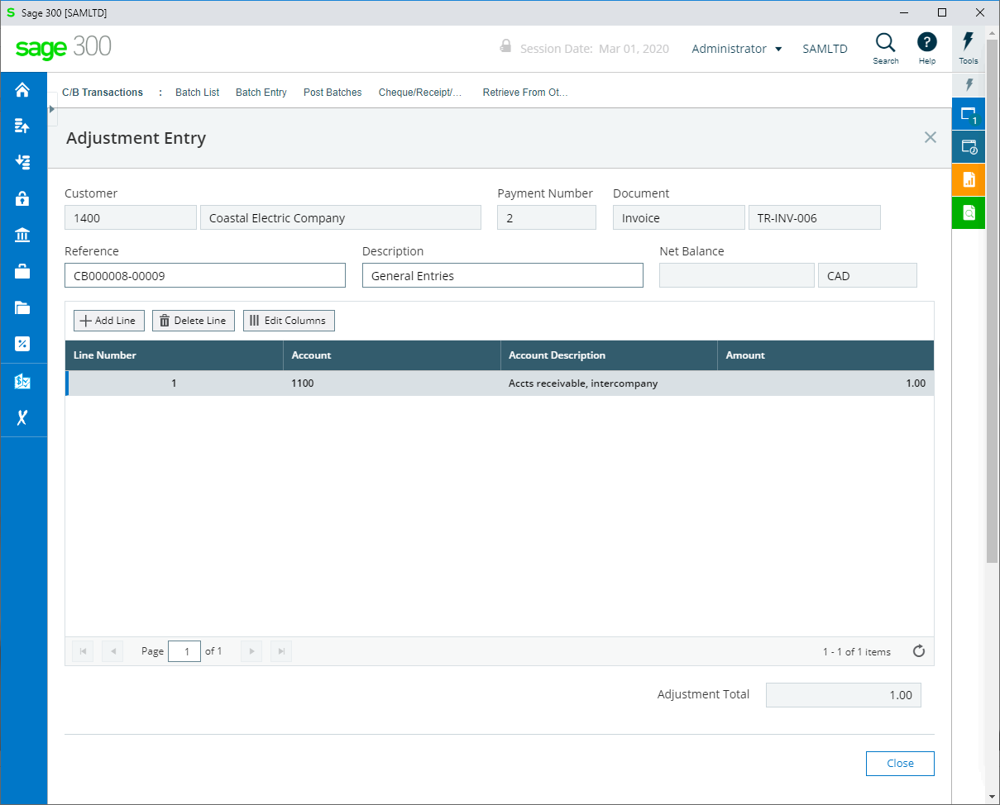 S Sage 300 [SAMLTD]
sage 300
Session Date: Mar 01, 2020 Administrator SAMLTD Search ? Help Tools
C/B Transactions : Batch List Batch Entry Post Batches Cheque/Receipt/... Retrieve From Ot...
1
Adjustment Entry
Customer Payment Number Document
1400 Coastal Electric Company 2 Invoice TR-INV-006
Reference Description Net Balance
CB000008-00009 General Entries CAD
Add Line Delete Line Edit Columns
Line Number Account Account Description Amount
1 1100 Accts receivable, intercompany 1.00
Page 1 of 1 1 - 1 of 1 items
Adjustment Total 1.00
Close